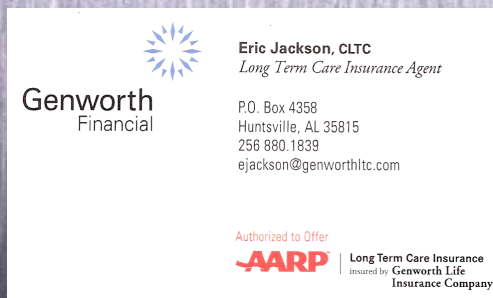 Genworth
Financial
Eric Jackson, CLTC
Long Term Care Insurance Agent
P.O. Box 4358
Huntsville, AL 35815
256 880.1839
ejackson@genworthltc.com
Authorized to Offer
AARP
Long Term Care Insurance
insured by Genworth Life
Insurance Company